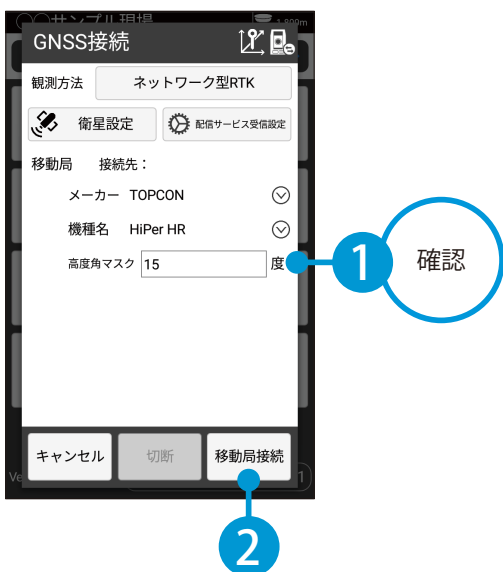 ○○サンプル現場 1.800m
GNSS接続
観測方法 ネットワーク型RTK
衛星設定 配信サービス受信設定
移動局 接続先：
メーカー TOPCON
機種名 HiPer HR
高度角マスク 15 度
1 確認
キャンセル 切断 移動局接続
Ve 1)
2